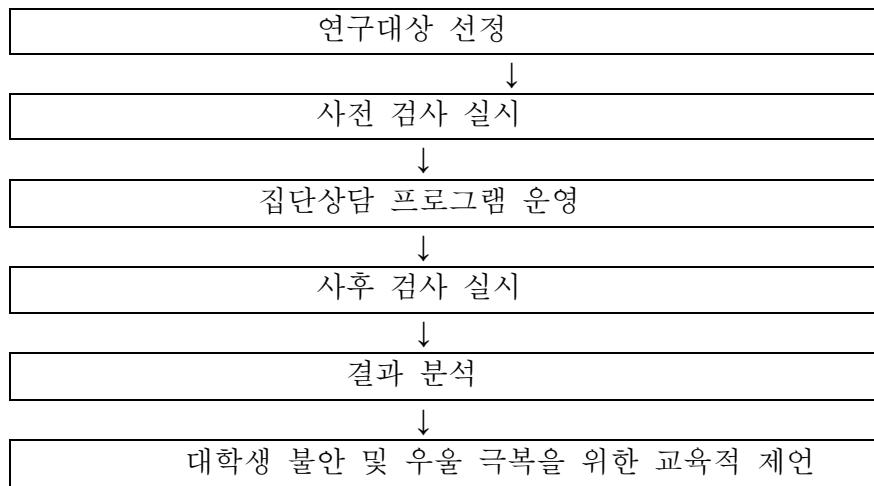 연구대상 선정
↓
사전 검사 실시
↓
집단상담 프로그램 운영
↓
사후 검사 실시
↓
결과 분석
↓
대학생 불안 및 우울 극복을 위한 교육적 제언